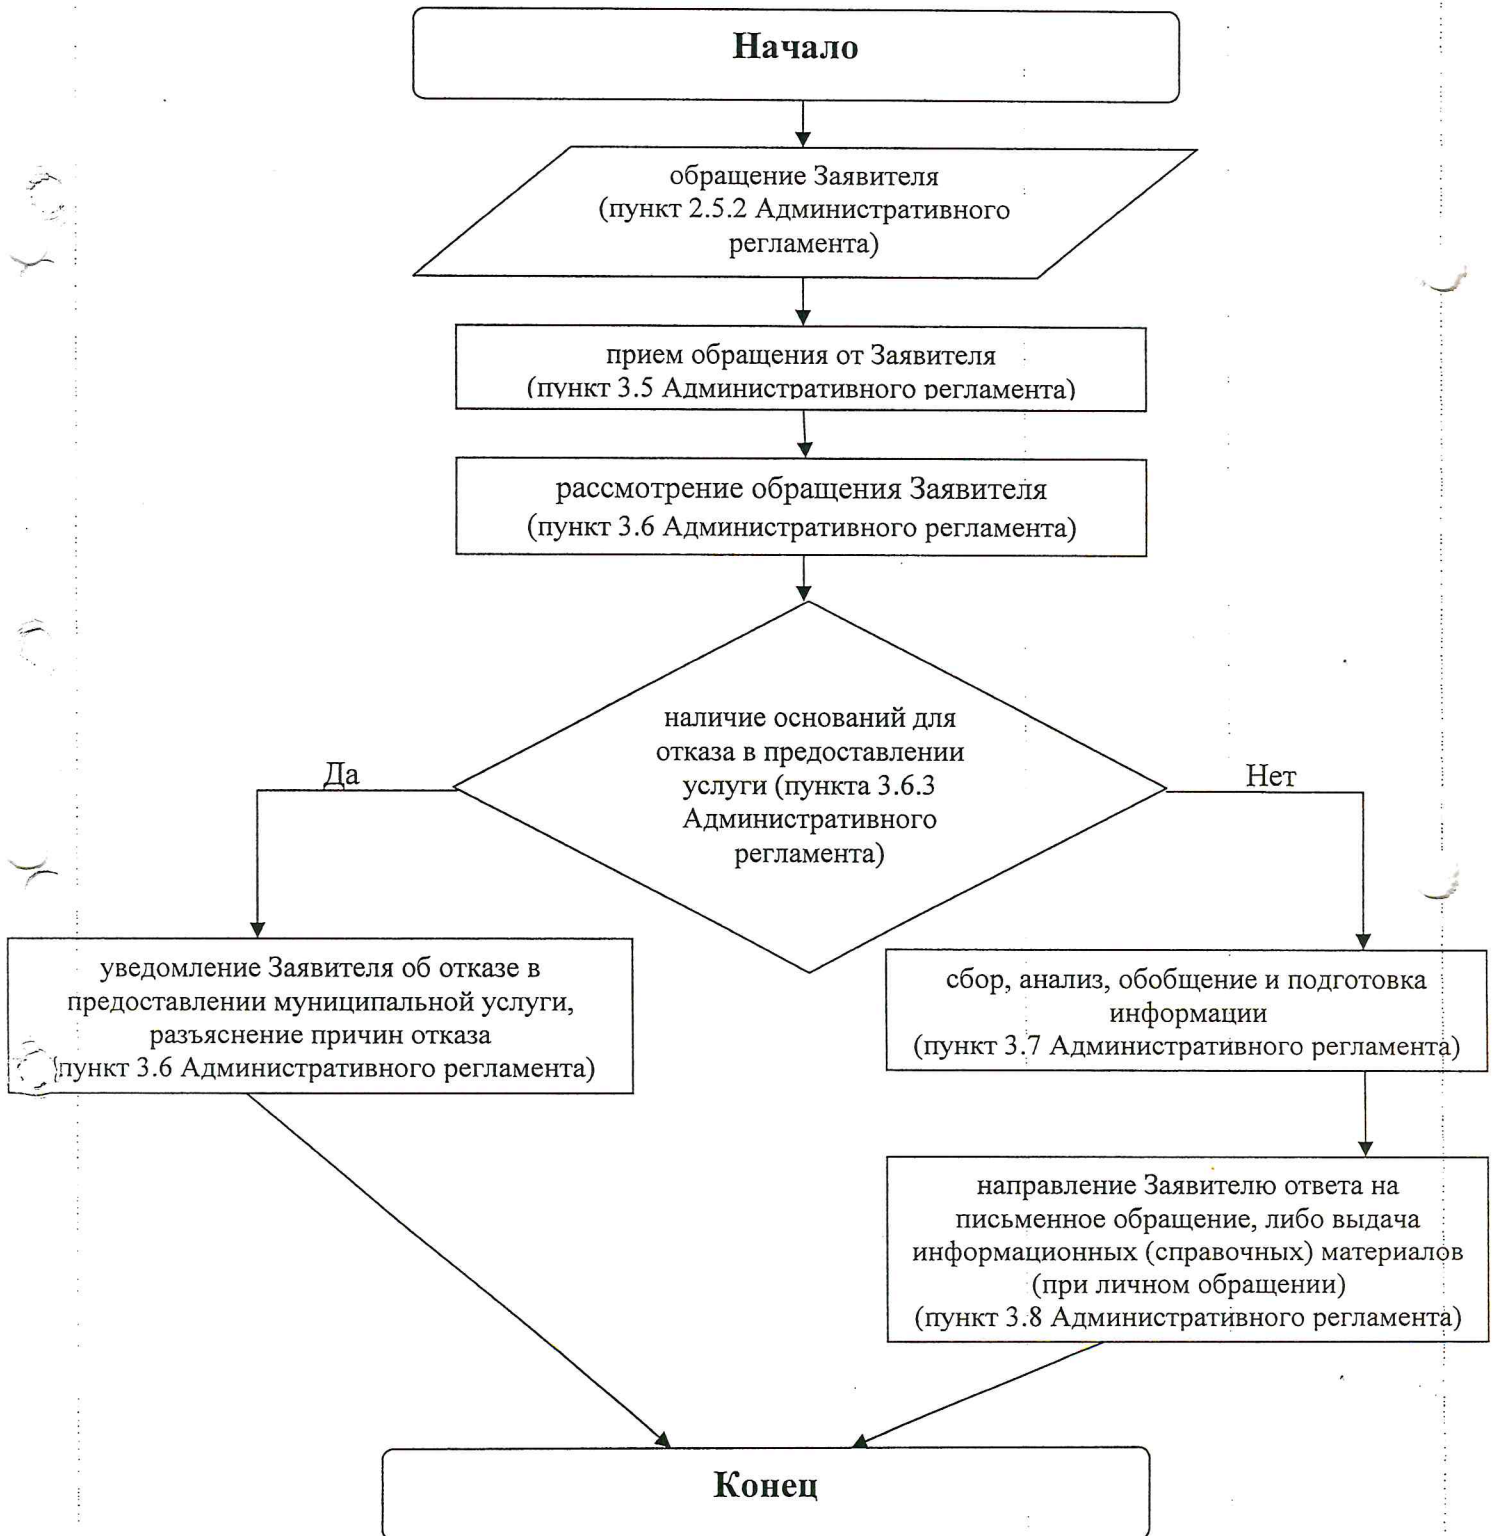 Начало
обращение Заявителя
(пункт 2.5.2 Административного
регламента)
прием обращения от Заявителя
(пункт 3.5 Административного регламента)
рассмотрение обращения Заявителя
(пункт 3.6 Административного регламента)
наличие оснований для
отказа в предоставлении
услуги (пункта 3.6.3
Административного
регламента)
Да
Нет
уведомление Заявителя об отказе в
предоставлении муниципальной услуги,
разъяснение причин отказа
(пункт 3.6 Административного регламента)
сбор, анализ, обобщение и подготовка
информации
(пункт 3.7 Административного регламента)
направление Заявителю ответа на
письменное обращение, либо выдача
информационных (справочных) материалов
(при личном обращении)
(пункт 3.8 Административного регламента)
Конец